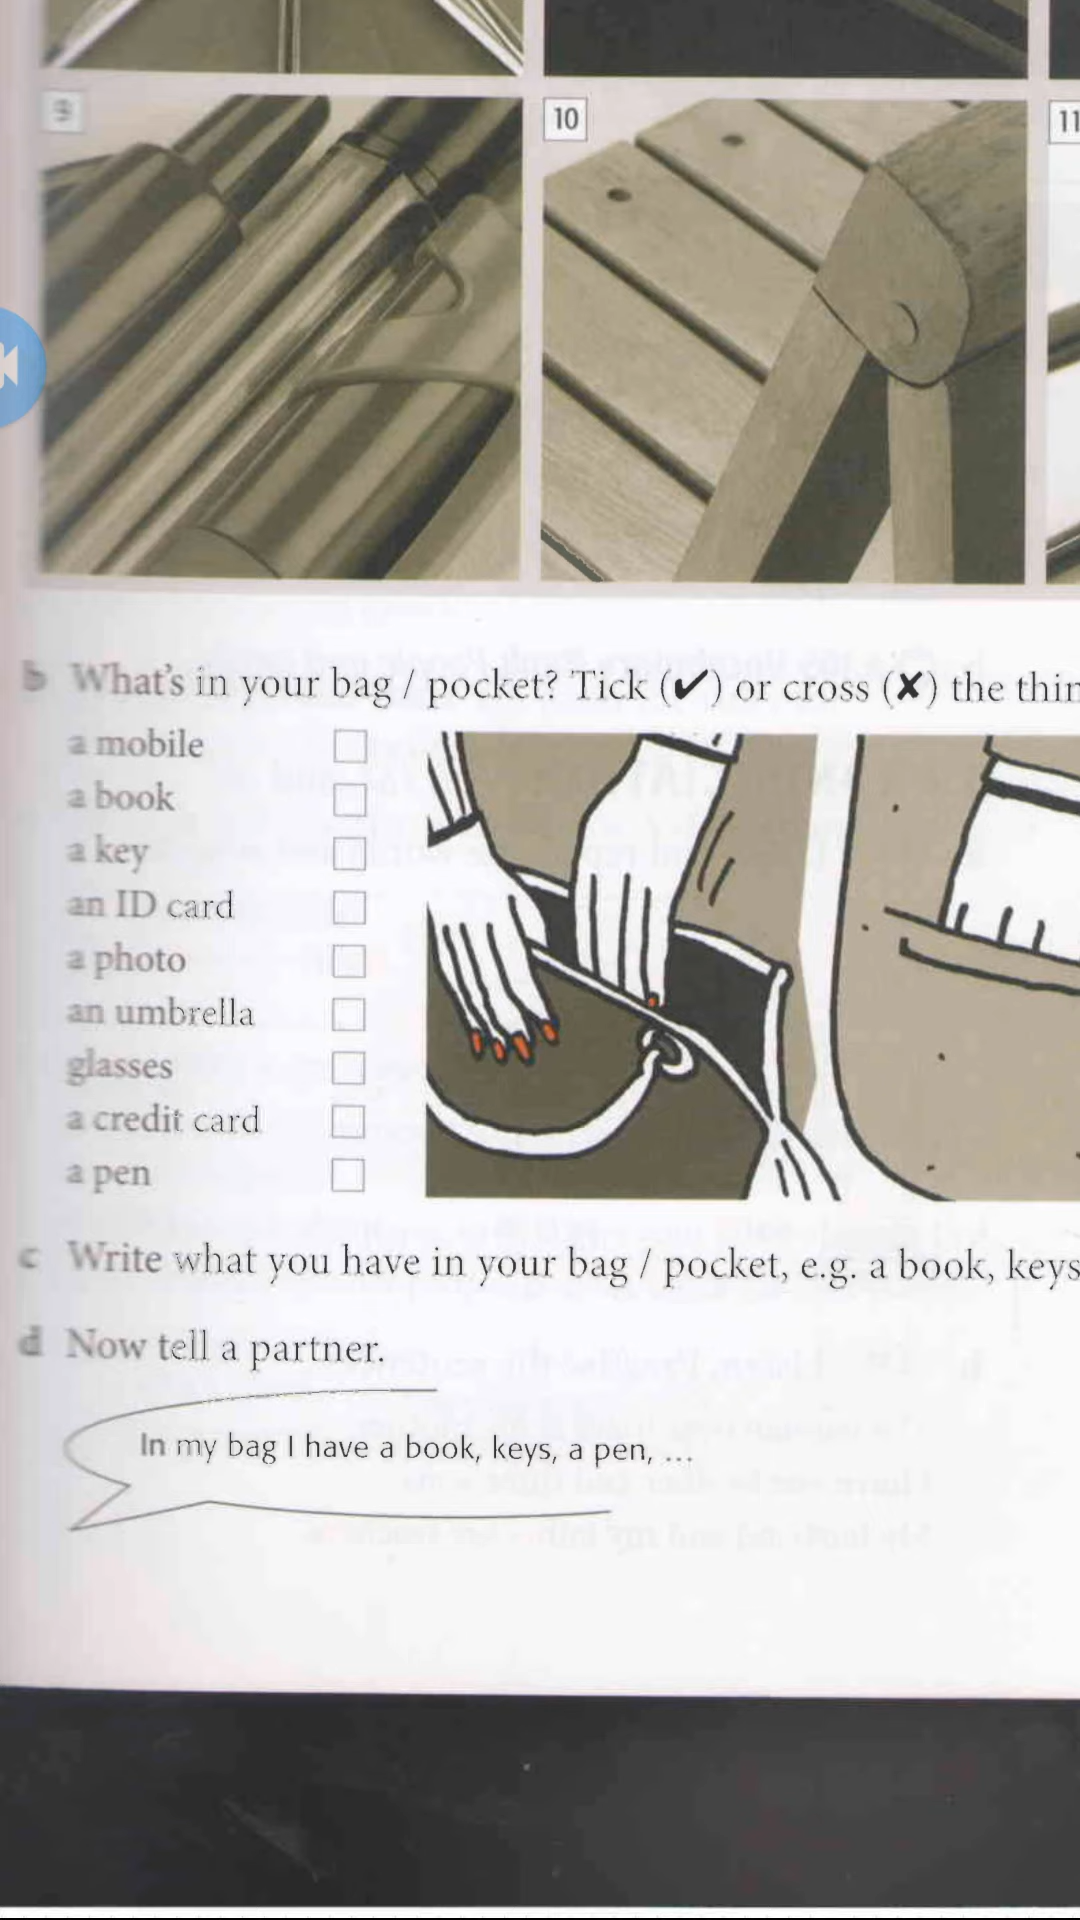 9
10
11
b What's in your bag / pocket? Tick (✔) or cross (✘) the
a mobile
a book
a key
an ID card
a photo
an umbrella
glasses
a credit card
a pen
c Write what you have in your bag / pocket, e.g. a book, keys
d Now tell a partner.
In my bag I have a book, keys, a pen, ...